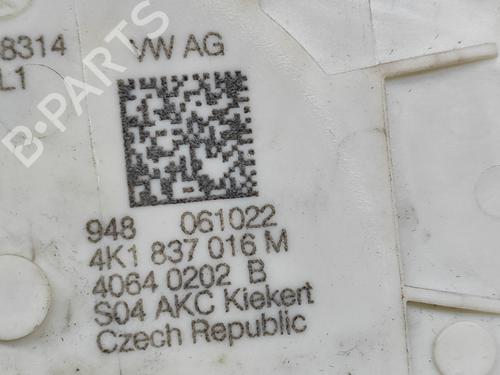 8314 VW AG
L1
B-PARTS
948 061022
4K1 837 016 M
4064 0202 B
S04 AKC Kiekert
Czech Republic